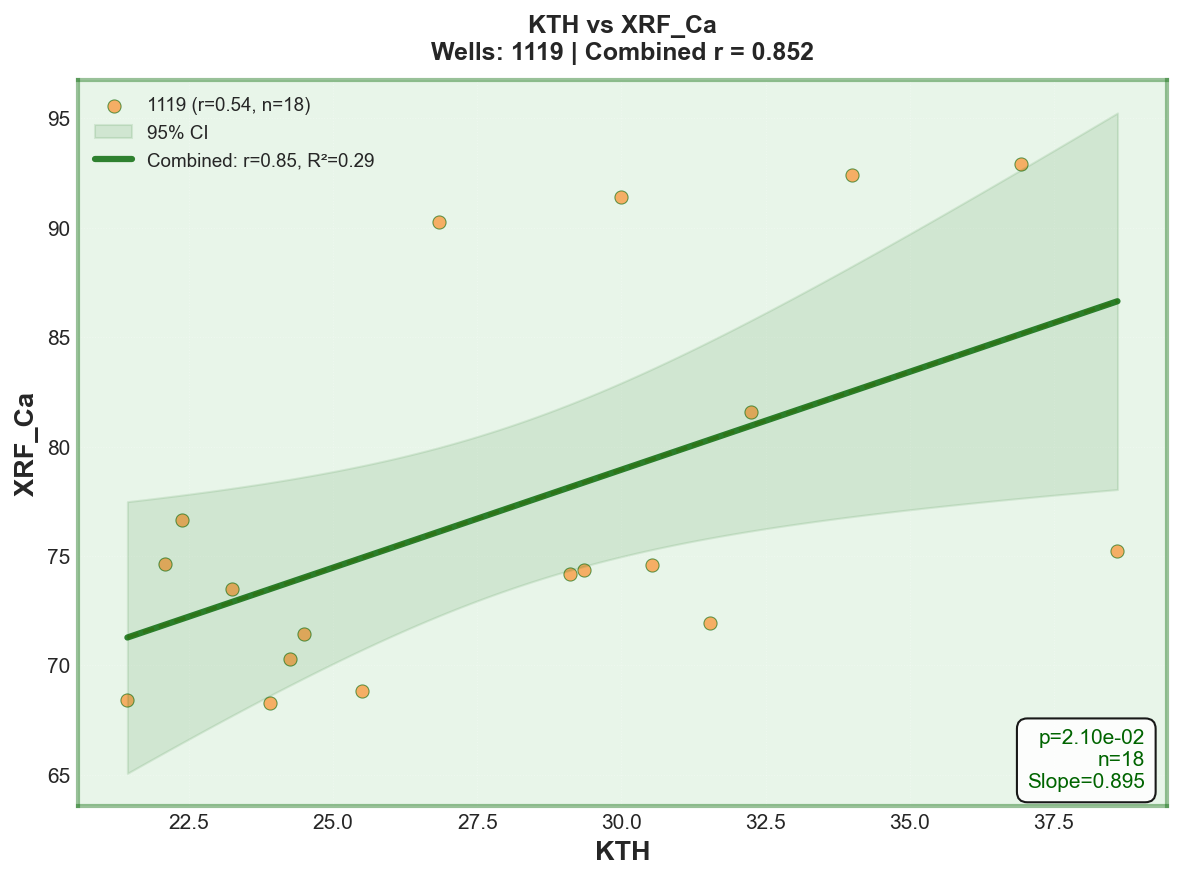 KTH vs XRF_Ca
Wells: 1119 | Combined r = 0.852
1119 (r=0.54, n=18)
95% CI
Combined: r=0.85, R²=0.29
95
90
85
80
75
70
65
XRF_Ca
p=2.10e-02
n=18
Slope=0.895
22.5 25.0 27.5 30.0 32.5 35.0 37.5
KTH